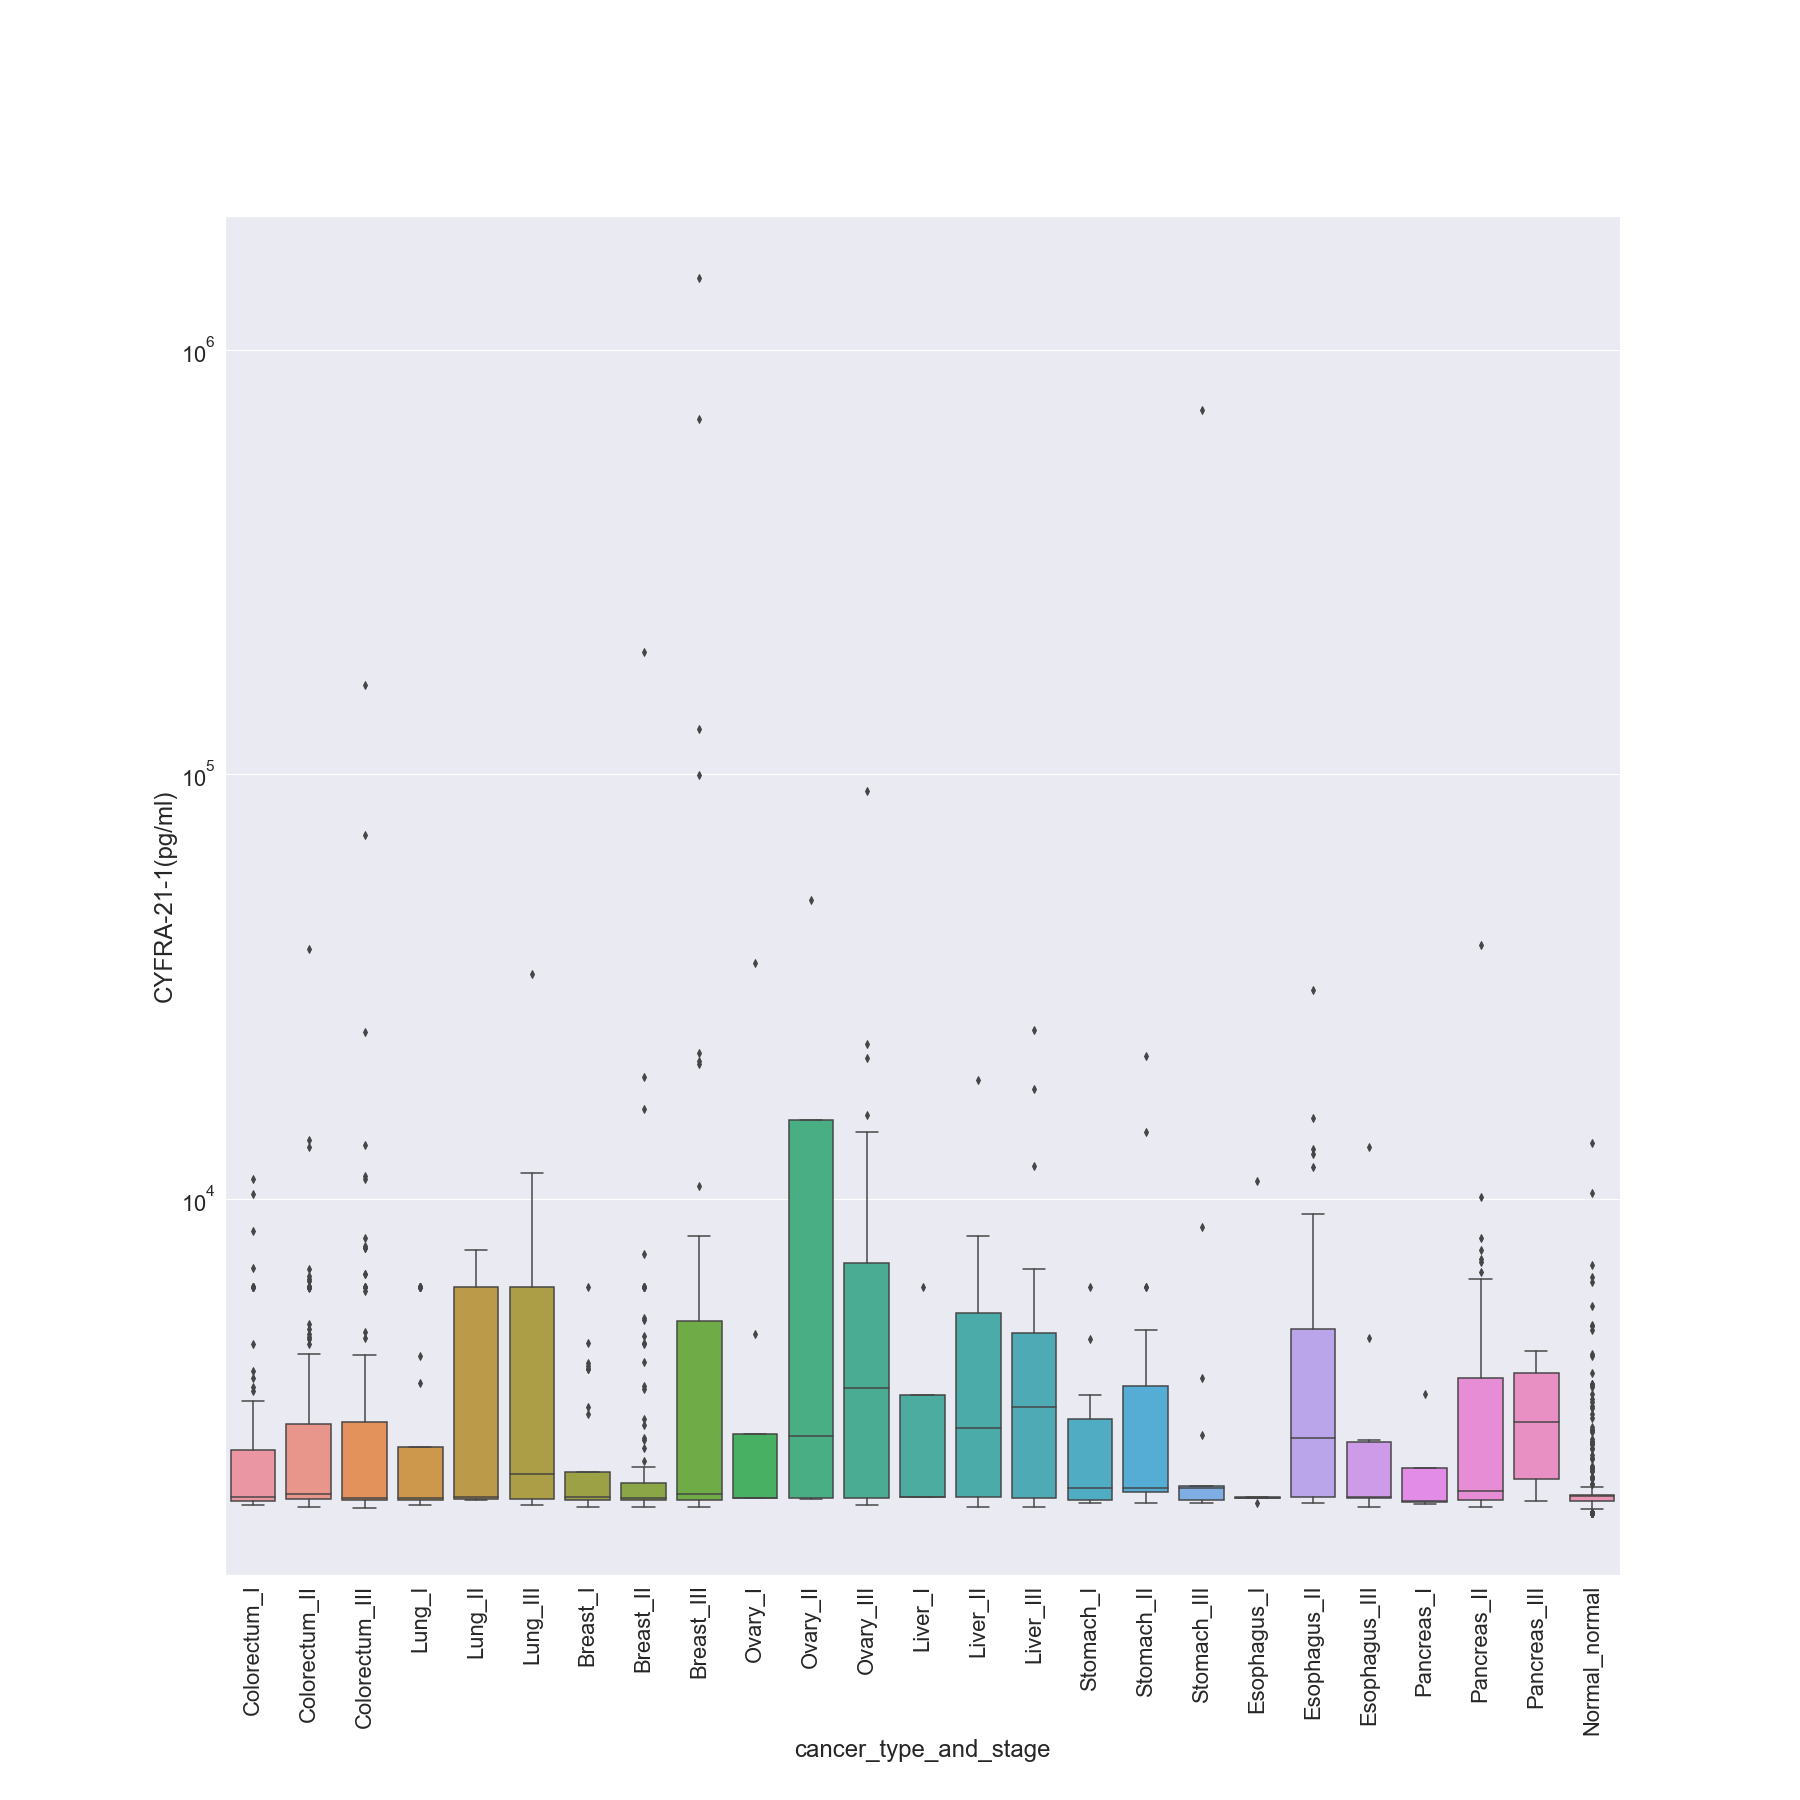 10^6
10^5
10^4
CYFRA-21-1(pg/ml)
Colorectum_I
Colorectum_II
Colorectum_III
Lung_I
Lung_II
Lung_III
Breast_I
Breast_II
Breast_III
Ovary_I
Ovary_II
Ovary_III
Liver_I
Liver_II
Liver_III
Stomach_I
Stomach_II
Stomach_III
Esophagus_I
Esophagus_II
Esophagus_III
Pancreas_I
Pancreas_II
Pancreas_III
Normal_normal
cancer_type_and_stage